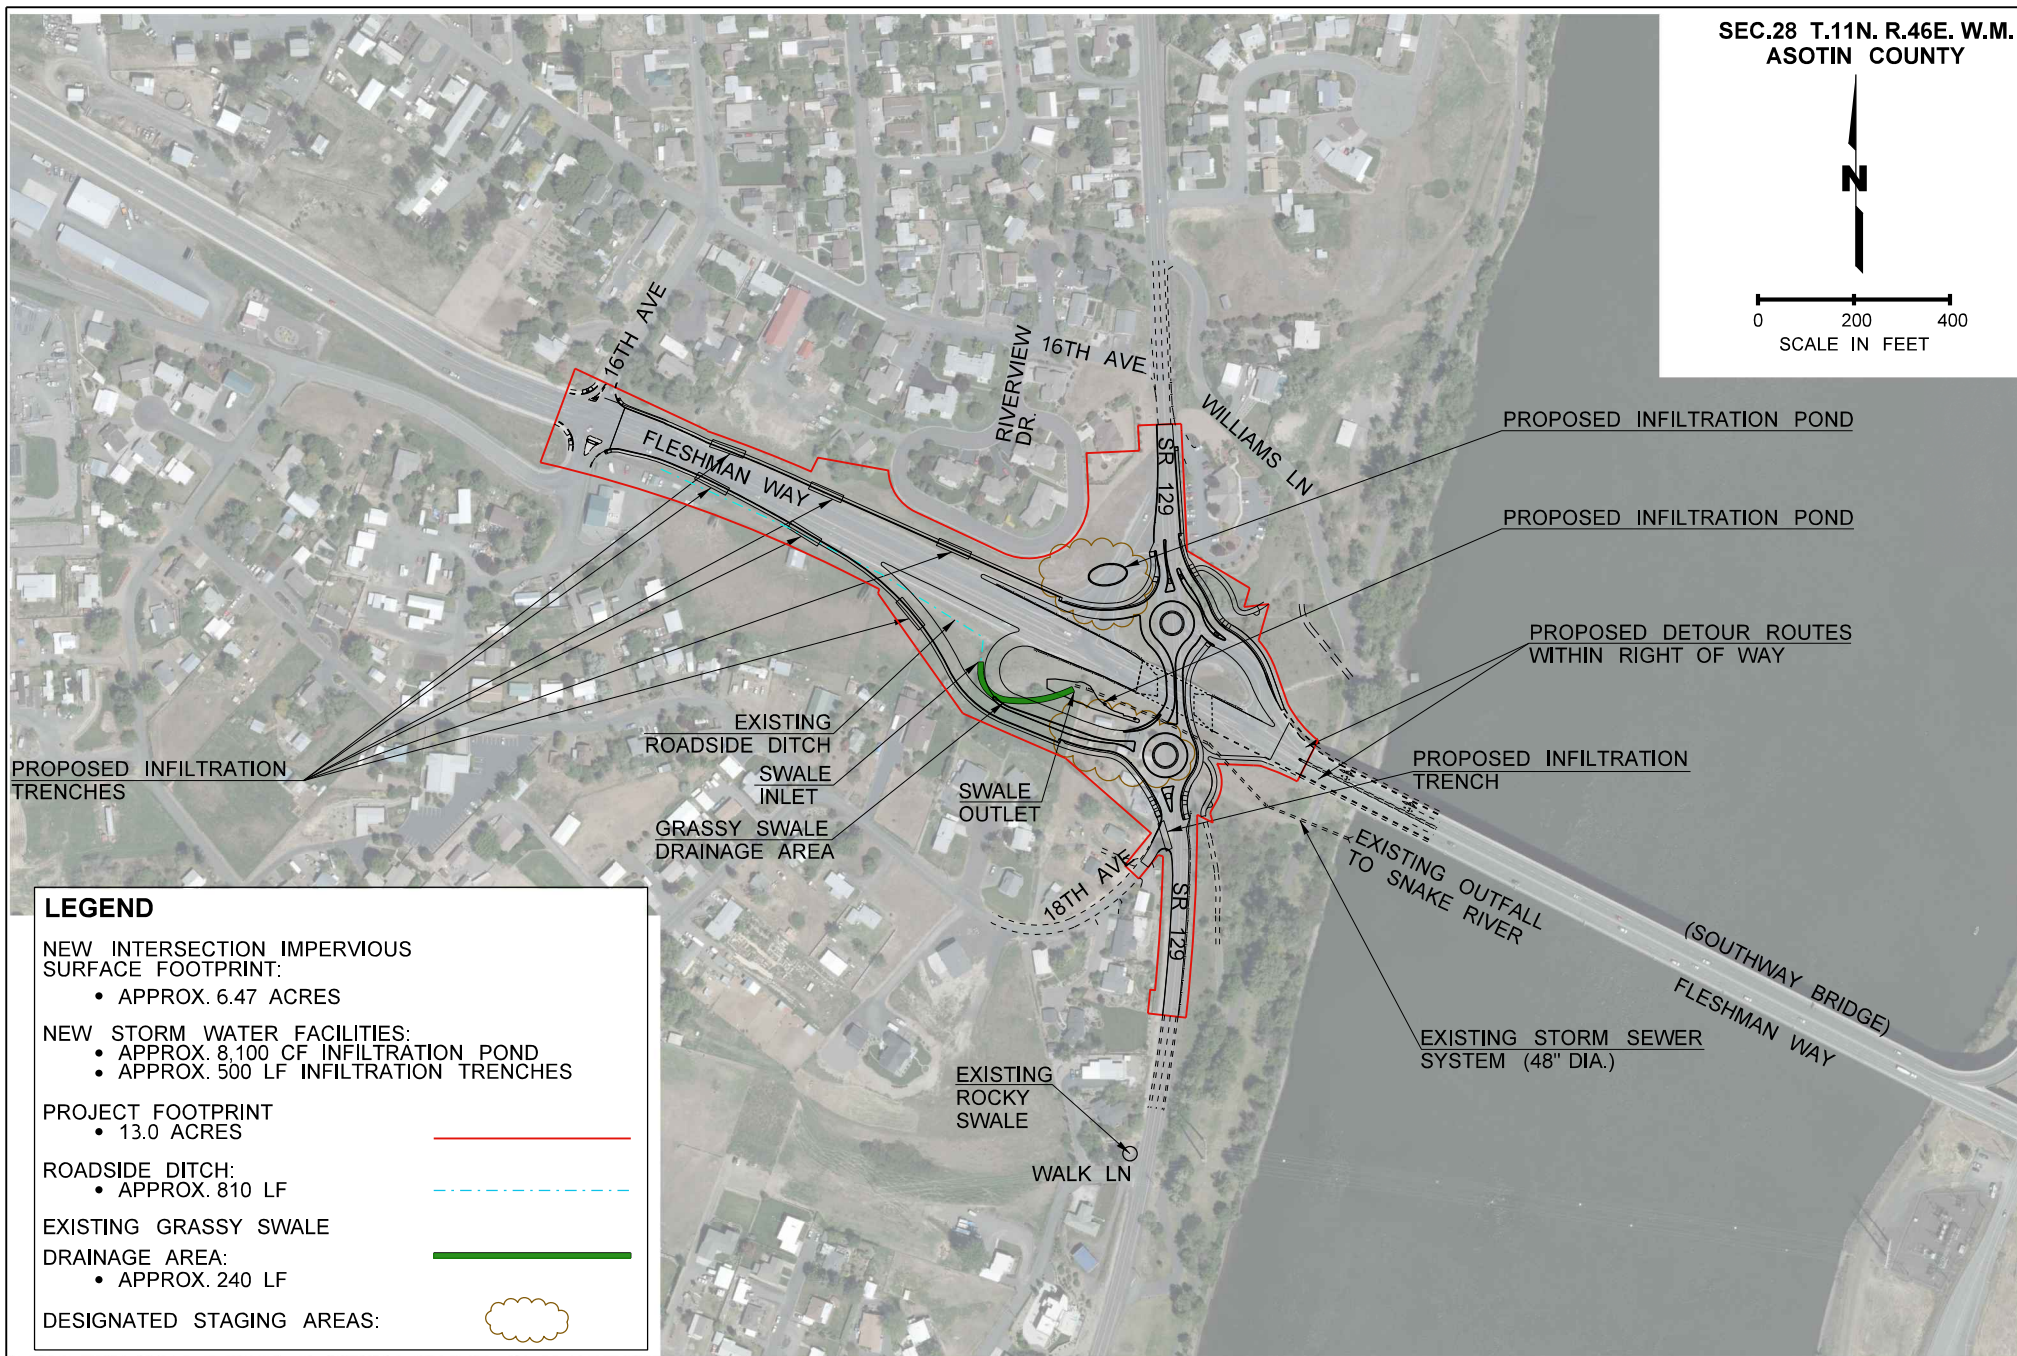 SEC.28 T.11N. R.46E. W.M.
ASOTIN COUNTY
N
0 200 400
SCALE IN FEET
16TH AVE
RIVERVIEW
DR.
16TH AVE
WILLIAMS LN
SR 129
FLESHMAN WAY
PROPOSED INFILTRATION POND
PROPOSED INFILTRATION POND
PROPOSED DETOUR ROUTES
WITHIN RIGHT OF WAY
PROPOSED INFILTRATION
TRENCH
EXISTING
ROADSIDE DITCH
SWALE
INLET
GRASSY SWALE
DRAINAGE AREA
SWALE
OUTLET
PROPOSED INFILTRATION
TRENCHES
18TH AVE
SR 129
EXISTING OUTFALL
TO SNAKE RIVER
(SOUTHWAY BRIDGE)
FLESHMAN WAY
EXISTING STORM SEWER
SYSTEM (48" DIA.)
EXISTING
ROCKY
SWALE
WALK LN
LEGEND
NEW INTERSECTION IMPERVIOUS
SURFACE FOOTPRINT:
• APPROX. 6.47 ACRES
NEW STORM WATER FACILITIES:
• APPROX. 8,100 CF INFILTRATION POND
• APPROX. 500 LF INFILTRATION TRENCHES
PROJECT FOOTPRINT
• 13.0 ACRES
ROADSIDE DITCH:
• APPROX. 810 LF
EXISTING GRASSY SWALE
DRAINAGE AREA:
• APPROX. 240 LF
DESIGNATED STAGING AREAS: